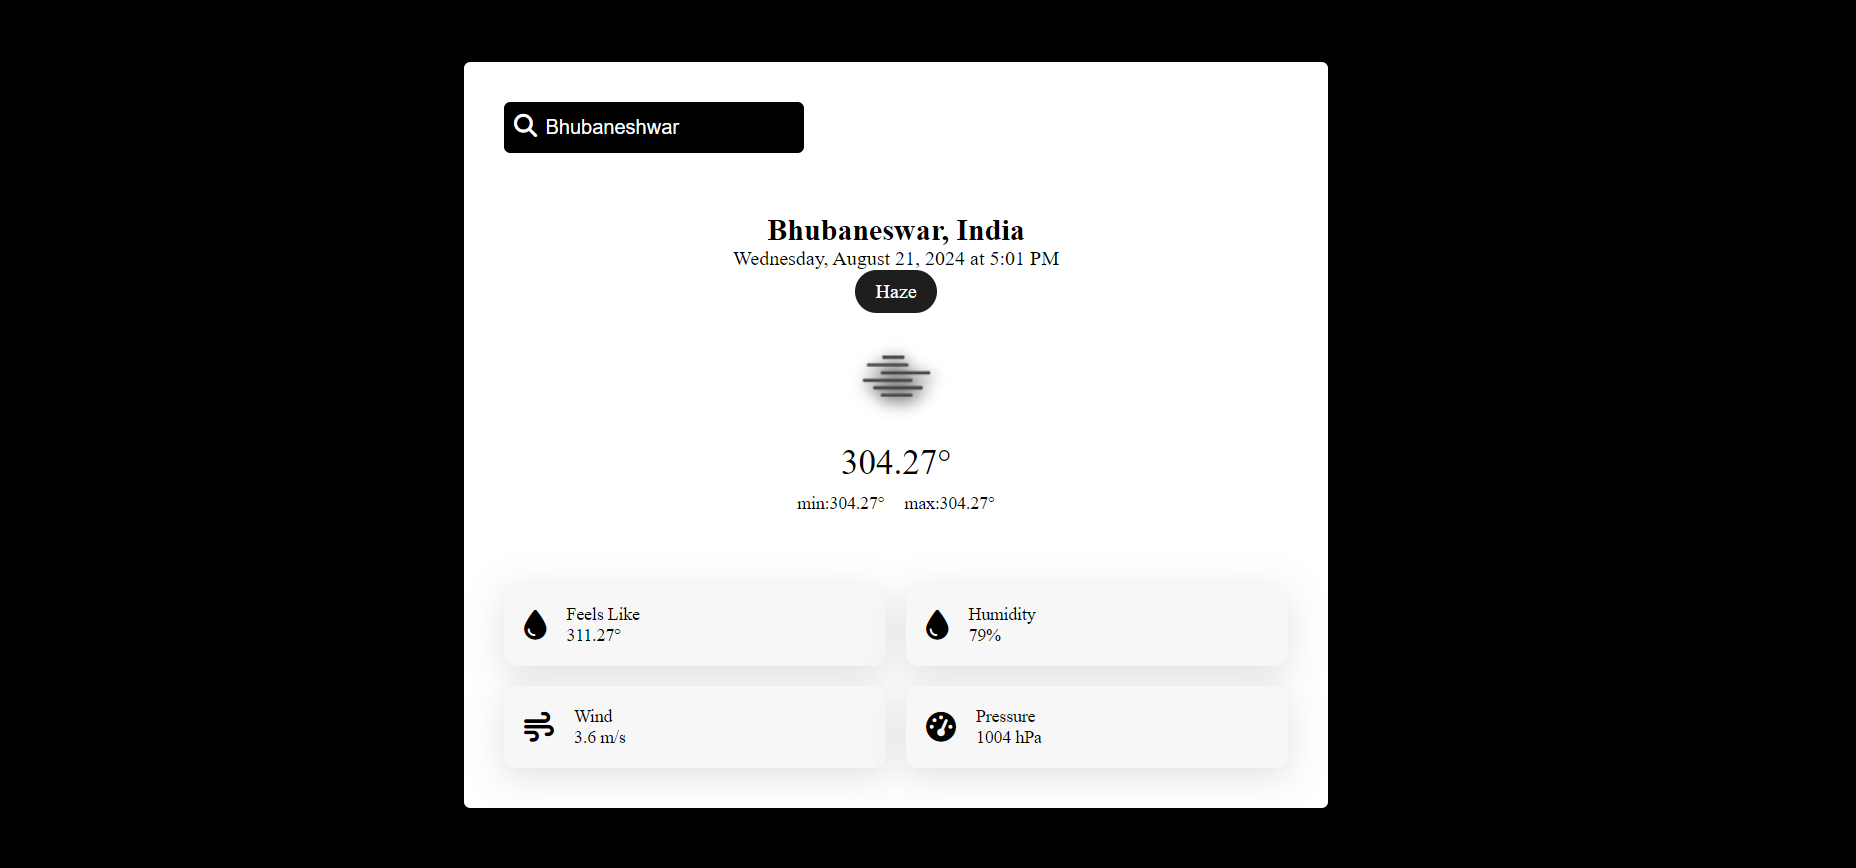 Bhubaneshwar
Bhubaneswar, India
Wednesday, August 21, 2024 at 5:01 PM
Haze
304.27°
min:304.27° max:304.27°
Feels Like
311.27°
Humidity
79%
Wind
3.6 m/s
Pressure
1004 hPa